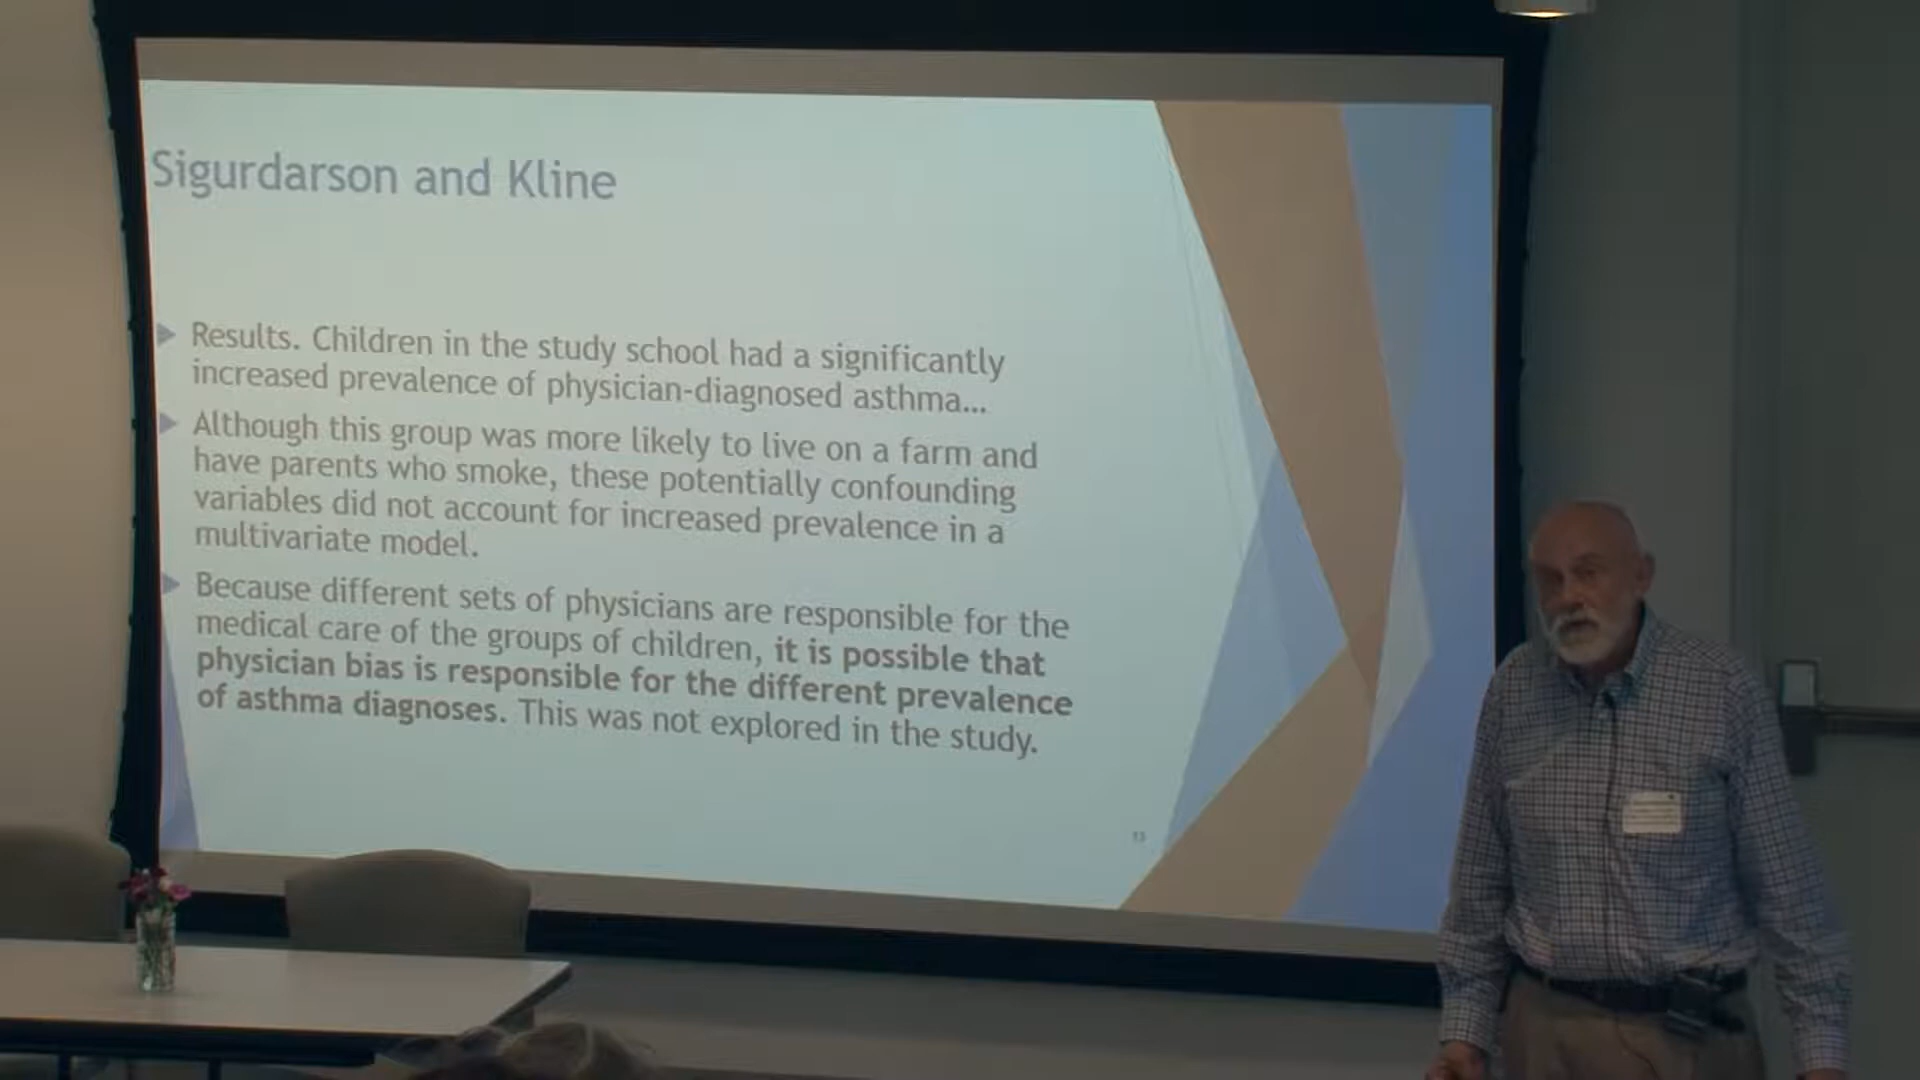 Sigurdarson and Kline
Results. Children in the study school had a significantly
increased prevalence of physician-diagnosed asthma...
Although this group was more likely to live on a farm and
have parents who smoke, these potentially confounding
variables did not account for increased prevalence in a
multivariate model.
Because different sets of physicians are responsible for the
medical care of the groups of children, it is possible that
physician bias is responsible for the different prevalence
of asthma diagnoses. This was not explored in the study.